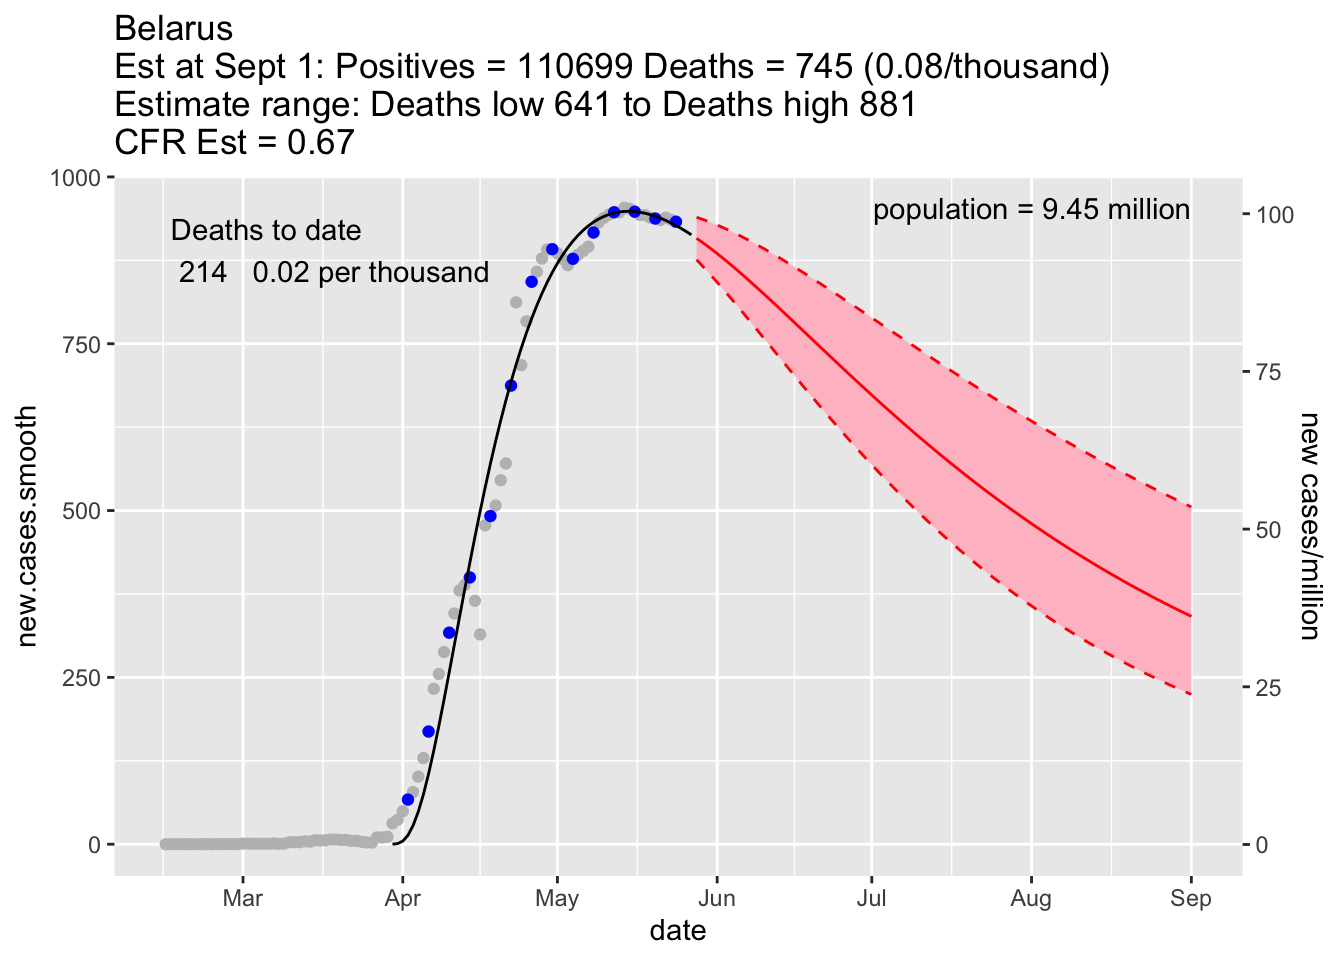 Belarus
Est at Sept 1: Positives = 110699 Deaths = 745 (0.08/thousand)
Estimate range: Deaths low 641 to Deaths high 881
CFR Est = 0.67
Deaths to date
214 0.02 per thousand
population = 9.45 million
1000
750
500
250
0
new.cases.smooth
100
75
50
25
0
new cases/million
Mar Apr May Jun Jul Aug Sep
date